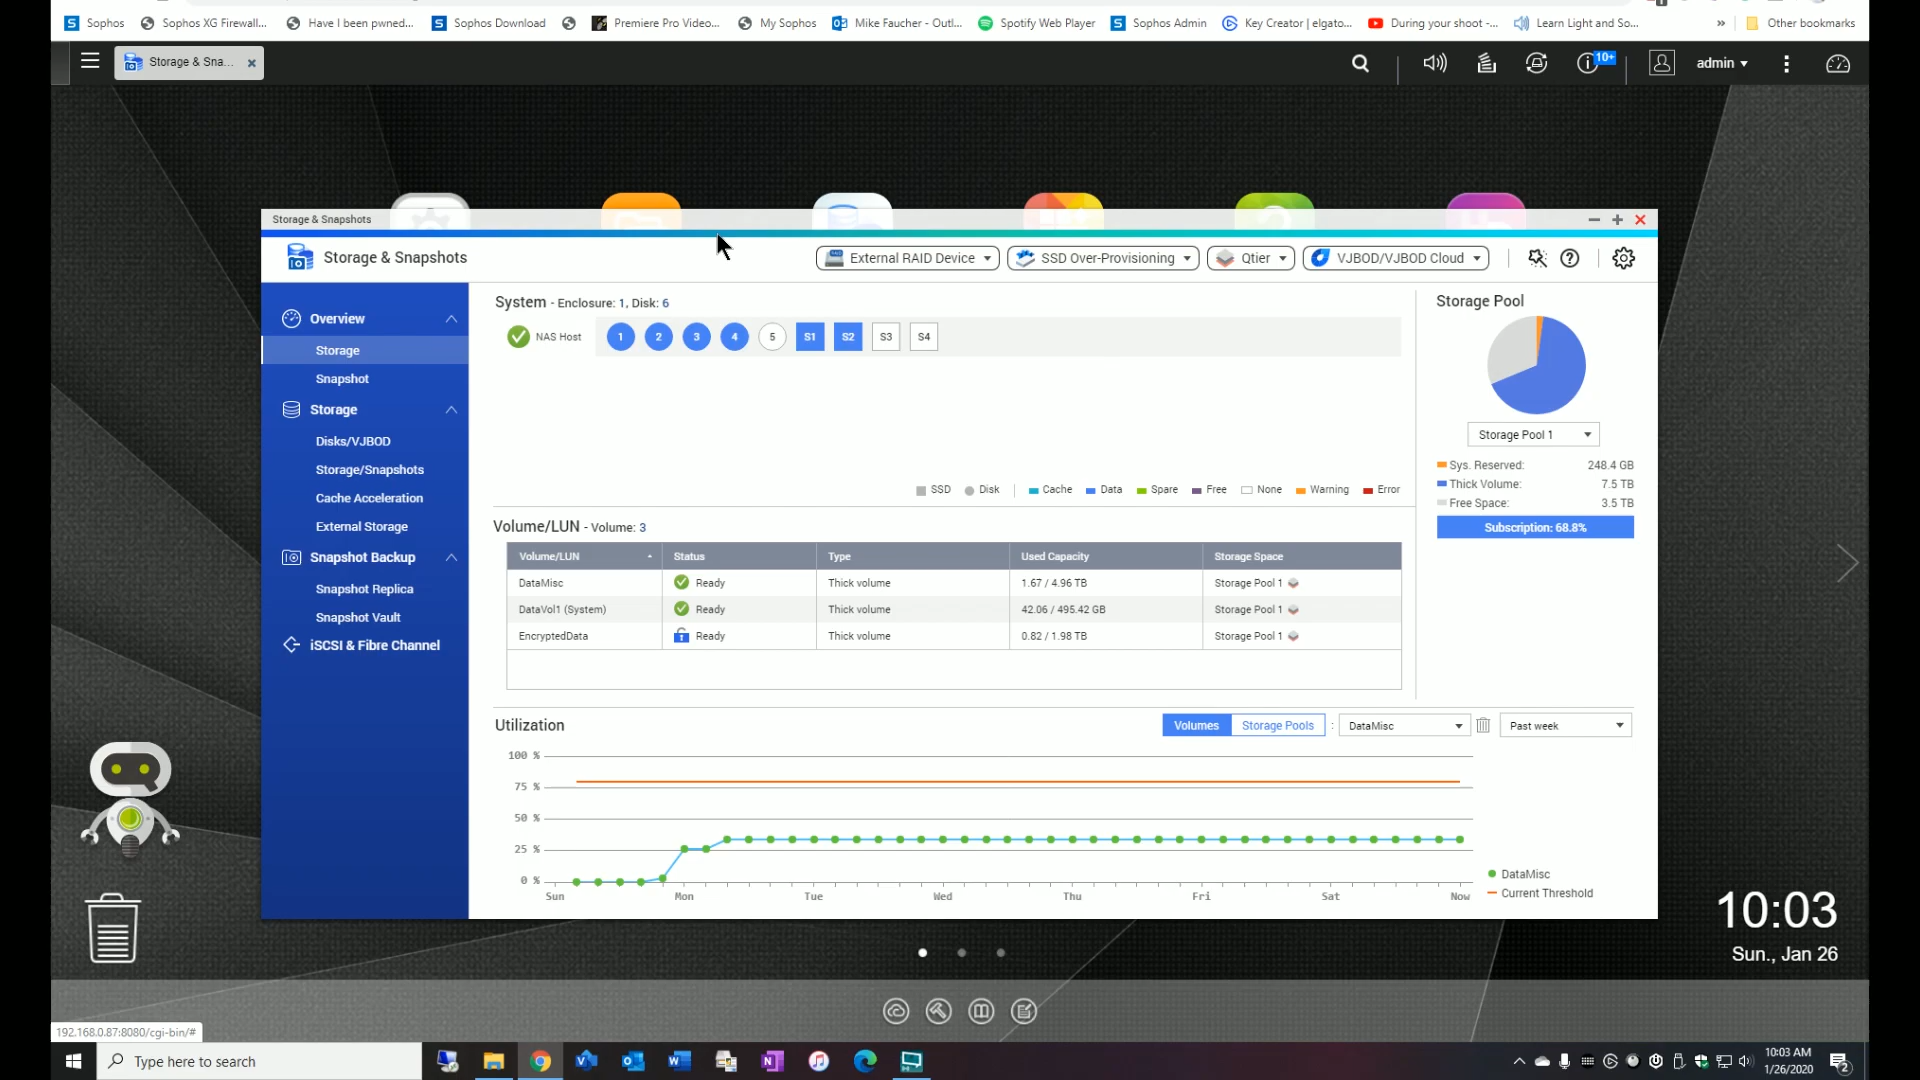 Sophos
Sophos XG Firewall...
Have I been pwned...
Sophos Download
Premiere Pro Video...
My Sophos
Mike Faucher - Outl...
Spotify Web Player
Sophos Admin
Key Creator | elgato...
During your shoot -...
Learn Light and So...
»
Other bookmarks
Storage & Sna... ×
10+
admin
Storage & Snapshots
Storage & Snapshots
External RAID Device
SSD Over-Provisioning
Qtier
VJBOD/VJBOD Cloud
Overview
Storage
Snapshot
Storage
Disks/VJBOD
Storage/Snapshots
Cache Acceleration
External Storage
Snapshot Backup
Snapshot Replica
Snapshot Vault
iSCSI & Fibre Channel
System - Enclosure: 1, Disk: 6
NAS Host 1 2 3 4 5 S1 S2 S3 S4
SSD Disk Cache Data Spare Free None Warning Error
Storage Pool
Storage Pool 1
Sys. Reserved: 248.4 GB
Thick Volume: 7.5 TB
Free Space: 3.5 TB
Subscription: 68.8%
Volume/LUN - Volume: 3
Volume/LUN Status Type Used Capacity Storage Space
DataMisc Ready Thick volume 1.67 / 4.96 TB Storage Pool 1
DataVol1 (System) Ready Thick volume 42.06 / 495.42 GB Storage Pool 1
EncryptedData Ready Thick volume 0.82 / 1.98 TB Storage Pool 1
Utilization
Volumes Storage Pools : DataMisc Past week
100 %
75 %
50 %
25 %
0 %
Sun Mon Tue Wed Thu Fri Sat Now
DataMisc
Current Threshold
10:03
Sun., Jan 26
192.168.0.87:8080/cgi-bin/#
Type here to search
10:03 AM
1/26/2020
2